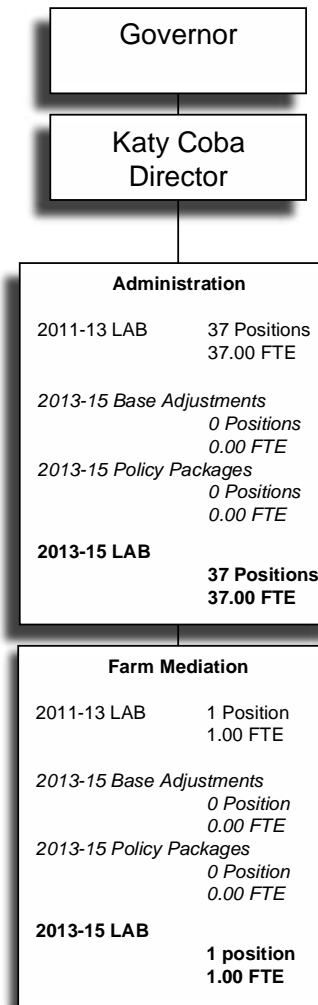 Governor
Katy Coba
Director
Administration
2011-13 LAB 37 Positions
37.00 FTE
2013-15 Base Adjustments
0 Positions
0.00 FTE
2013-15 Policy Packages
0 Positions
0.00 FTE
2013-15 LAB
37 Positions
37.00 FTE
Farm Mediation
2011-13 LAB 1 Position
1.00 FTE
2013-15 Base Adjustments
0 Position
0.00 FTE
2013-15 Policy Packages
0 Position
0.00 FTE
2013-15 LAB
1 position
1.00 FTE